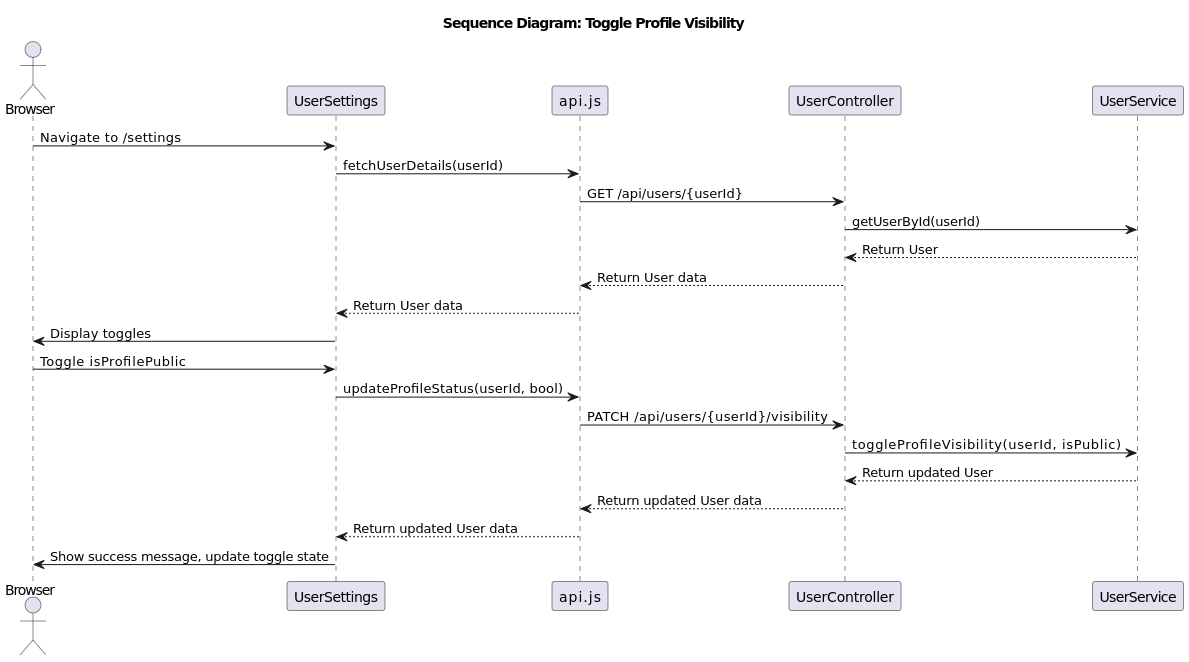 Sequence Diagram: Toggle Profile Visibility
Browser
UserSettings
api.js
UserController
UserService
Navigate to /settings
fetchUserDetails(userId)
GET /api/users/{userId}
getUserById(userId)
Return User
Return User data
Return User data
Display toggles
Toggle isProfilePublic
updateProfileStatus(userId, bool)
PATCH /api/users/{userId}/visibility
toggleProfileVisibility(userId, isPublic)
Return updated User
Return updated User data
Return updated User data
Show success message, update toggle state
Browser
UserSettings
api.js
UserController
UserService